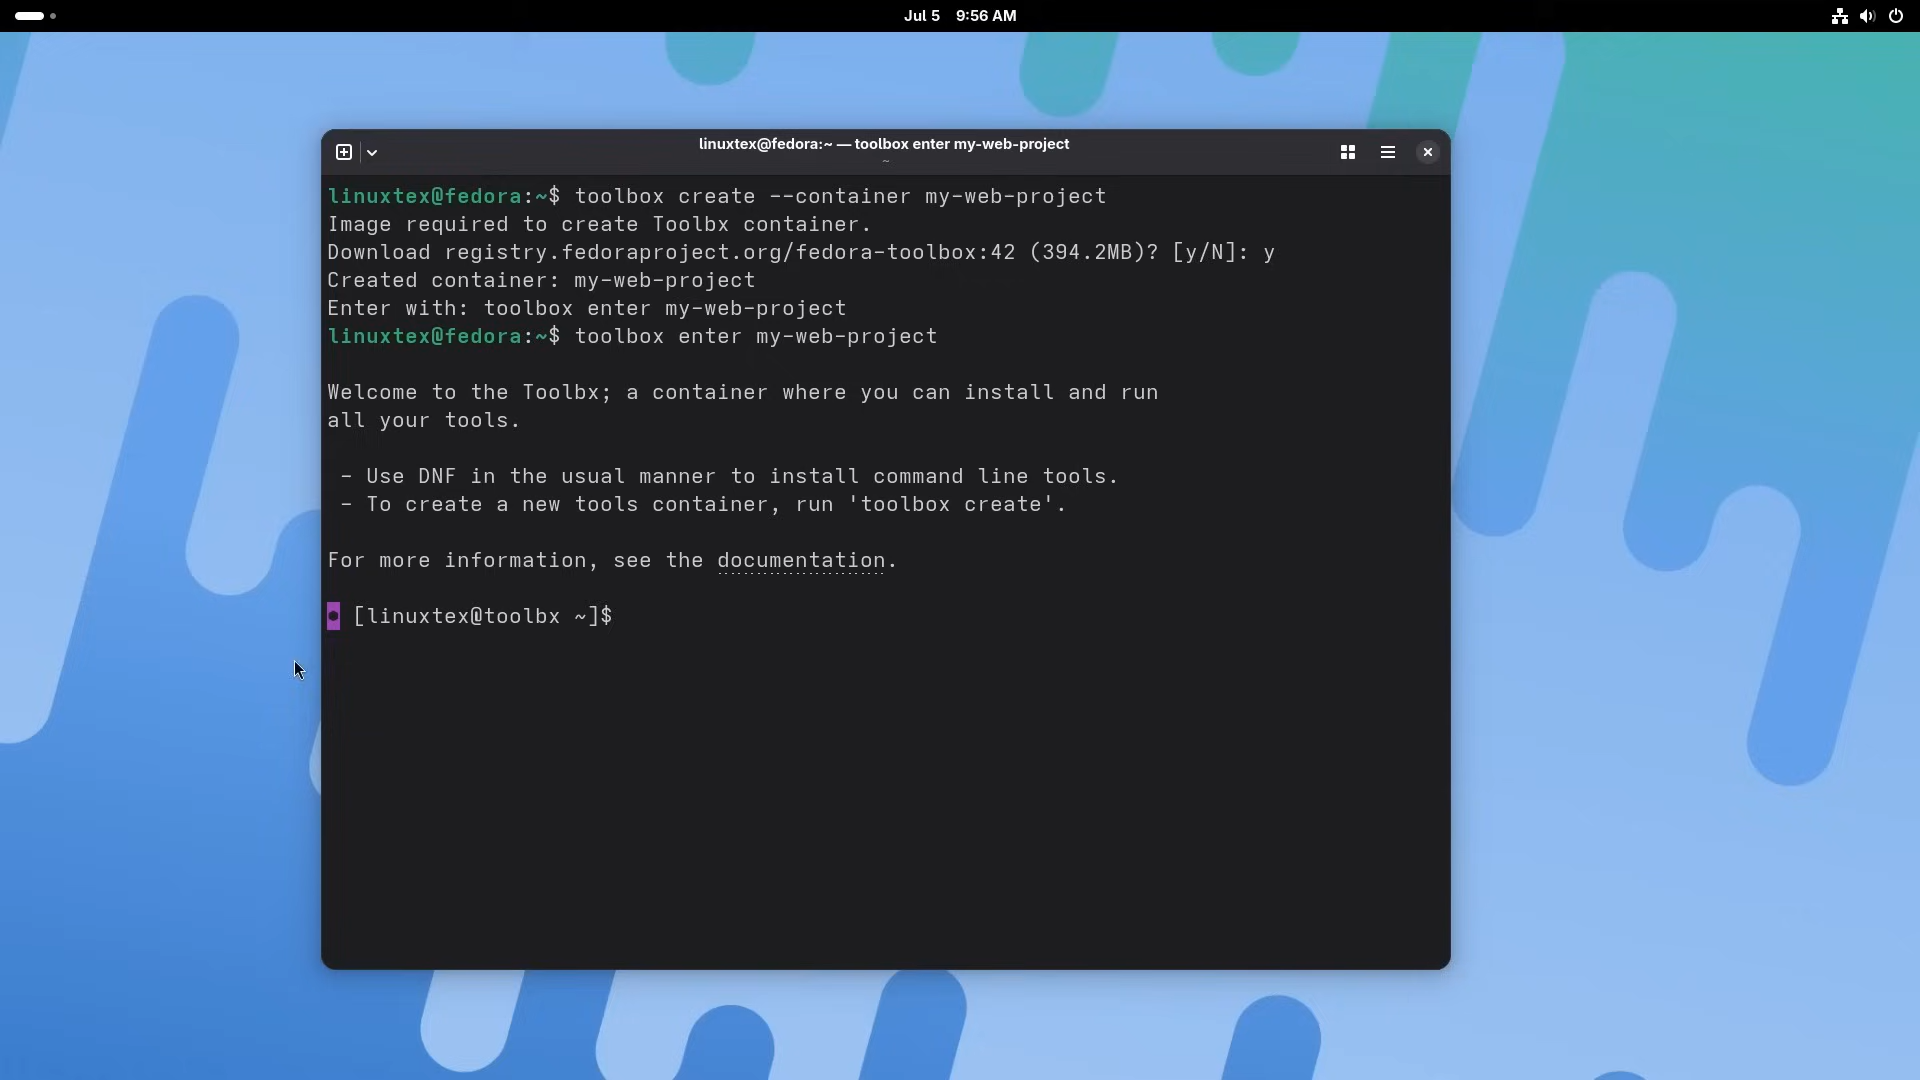 Jul 5 9:56 AM
linuxtex@fedora:~ — toolbox enter my-web-project
~
linuxtex@fedora:~$ toolbox create --container my-web-project
Image required to create Toolbx container.
Download registry.fedoraproject.org/fedora-toolbox:42 (394.2MB)? [y/N]: y
Created container: my-web-project
Enter with: toolbox enter my-web-project
linuxtex@fedora:~$ toolbox enter my-web-project
Welcome to the Toolbx; a container where you can install and run
all your tools.
- Use DNF in the usual manner to install command line tools.
- To create a new tools container, run 'toolbox create'.
For more information, see the documentation.
[linuxtex@toolbx ~]$